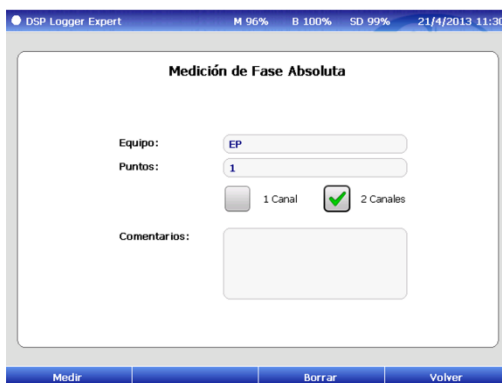 DSP Logger Expert M 96% B 100% SD 99% 21/4/2013 11:30
Medición de Fase Absoluta
Equipo: EP
Puntos: 1
1 Canal 2 Canales
Comentarios:
Medir Borrar Volver